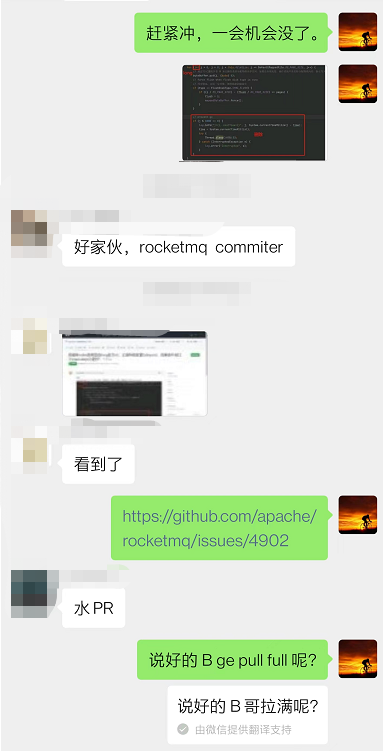 赶紧冲，一会机会没了。
好家伙，rocketmq commiter
看到了
https://github.com/apache/
rocketmq/issues/4902
水 PR
说好的 B ge pull full 呢？
说好的 B 哥拉满呢？
由微信提供翻译支持